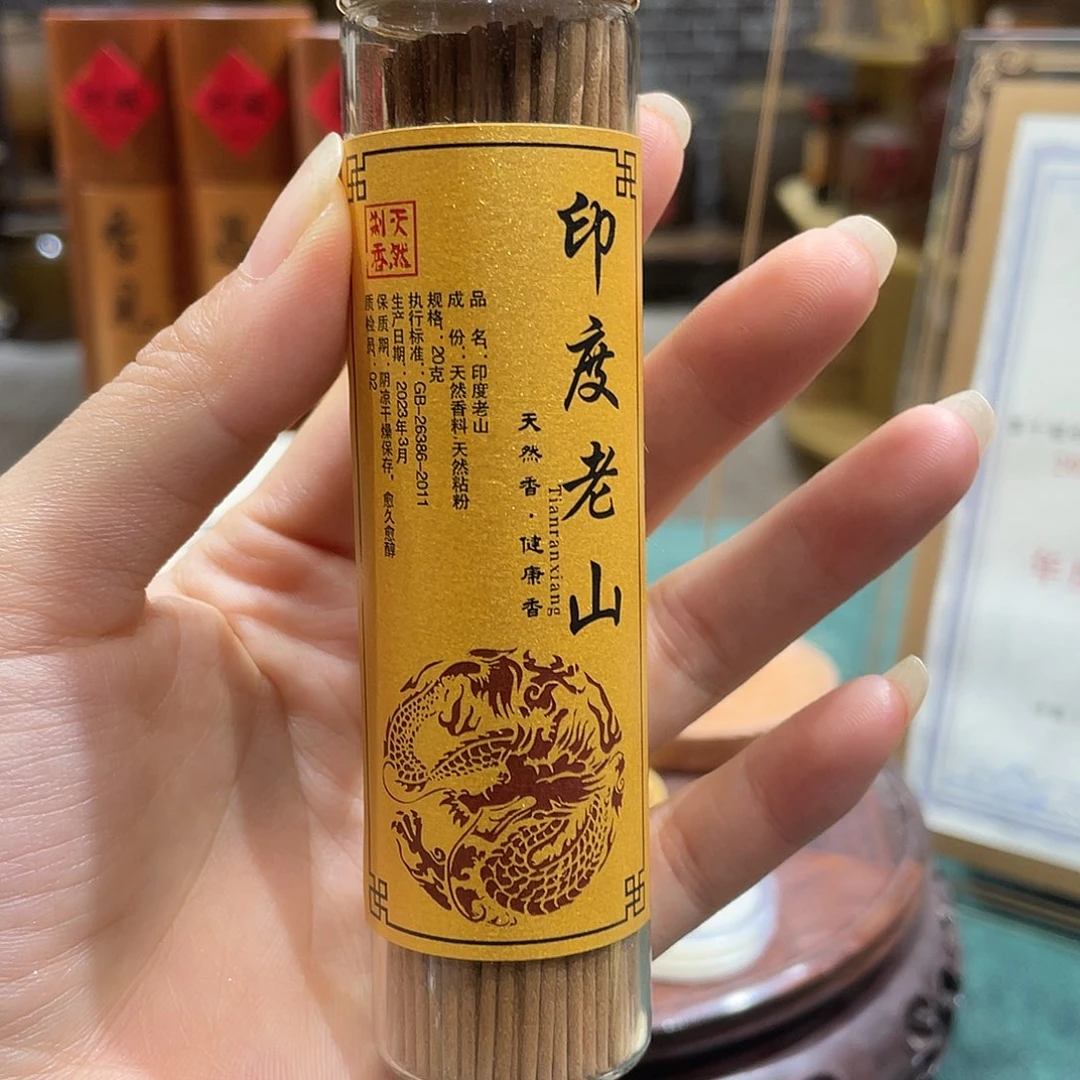 印度老山
天然香·健康香
Tianranxiang
天然
制香
品 名：印度老山
成 份：天然香料、天然粘粉
规格：20克
执行标准：GB-26386-2011
生产日期：2023年3月
保质期：阴凉干燥保存，愈久愈醇
质检员：02